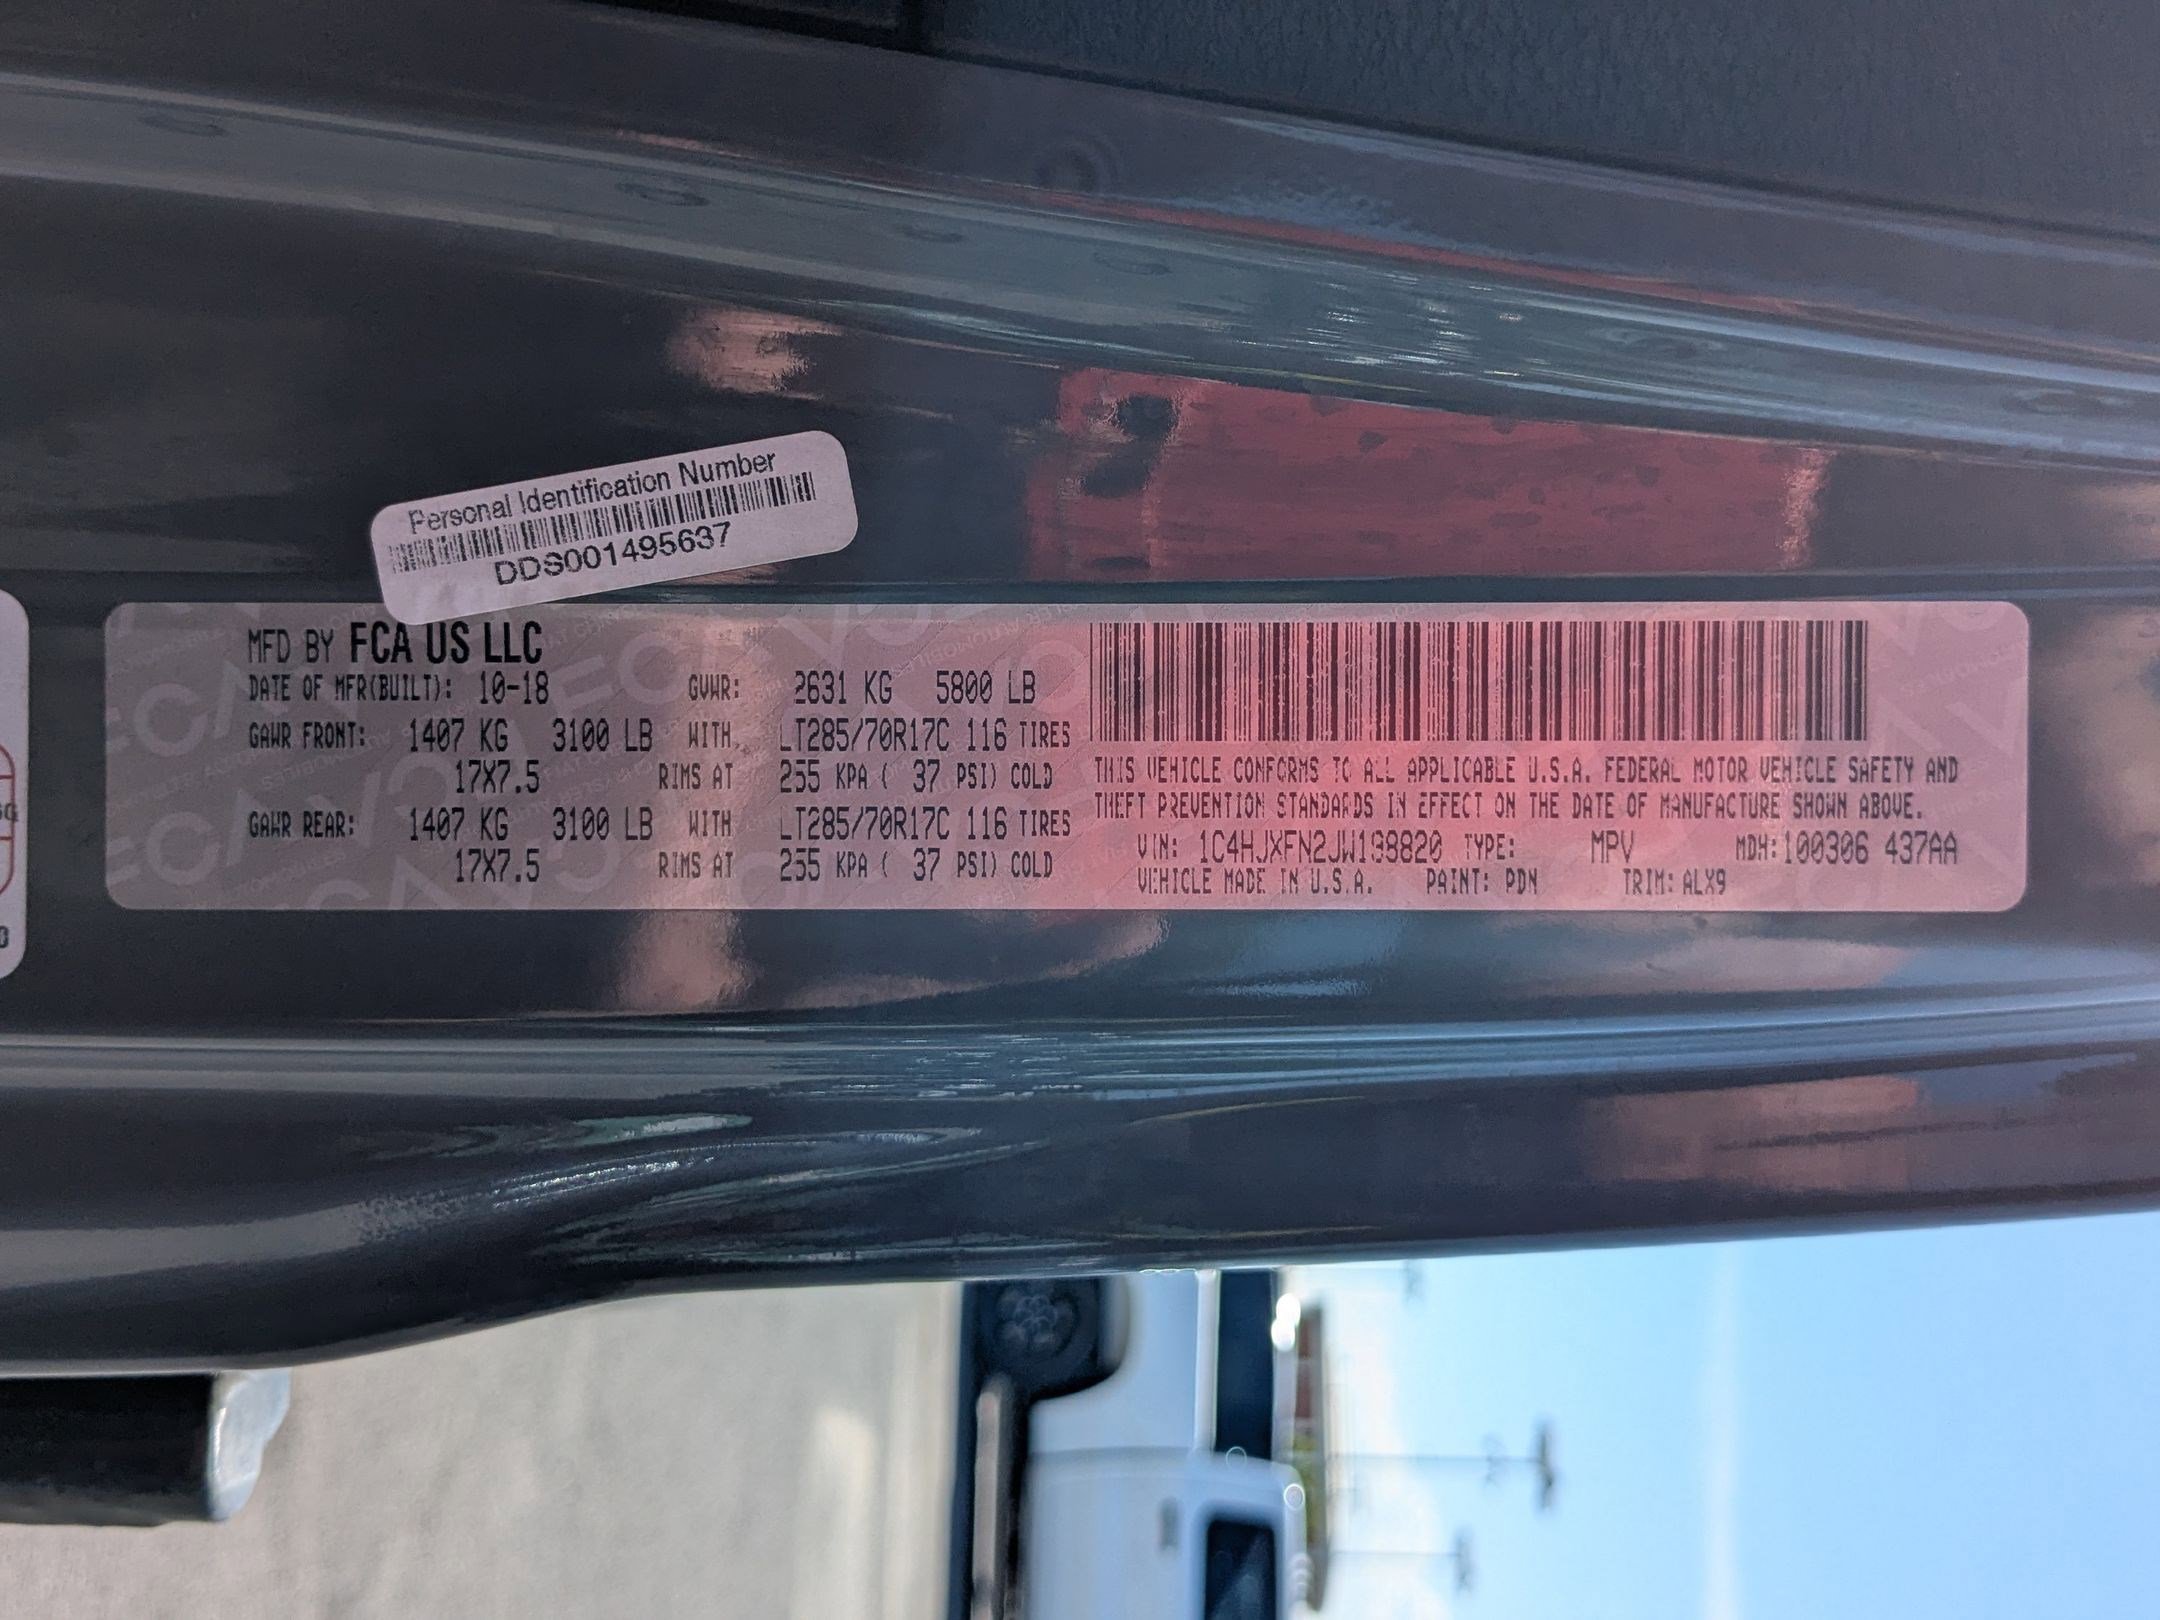 Personal Identification Number
DDS001495637
MFD BY FCA US LLC
DATE OF MFR(BUILT): 10-18 GVWR: 2631 KG 5800 LB
GAWR FRONT: 1407 KG 3100 LB WITH LT285/70R17C 116 TIRES
17X7.5 RIMS AT 255 KPA ( 37 PSI) COLD
GAWR REAR: 1407 KG 3100 LB WITH LT285/70R17C 116 TIRES
17X7.5 RIMS AT 255 KPA ( 37 PSI) COLD
THIS VEHICLE CONFORMS TO ALL APPLICABLE U.S.A. FEDERAL MOTOR VEHICLE SAFETY AND
THEFT PREVENTION STANDARDS IN EFFECT ON THE DATE OF MANUFACTURE SHOWN ABOVE.
VIN: 1C4HJXFN2JW198820 TYPE: MPV MDH: 100306 437AA
VEHICLE MADE IN U.S.A. PAINT: PDN TRIM: ALX9